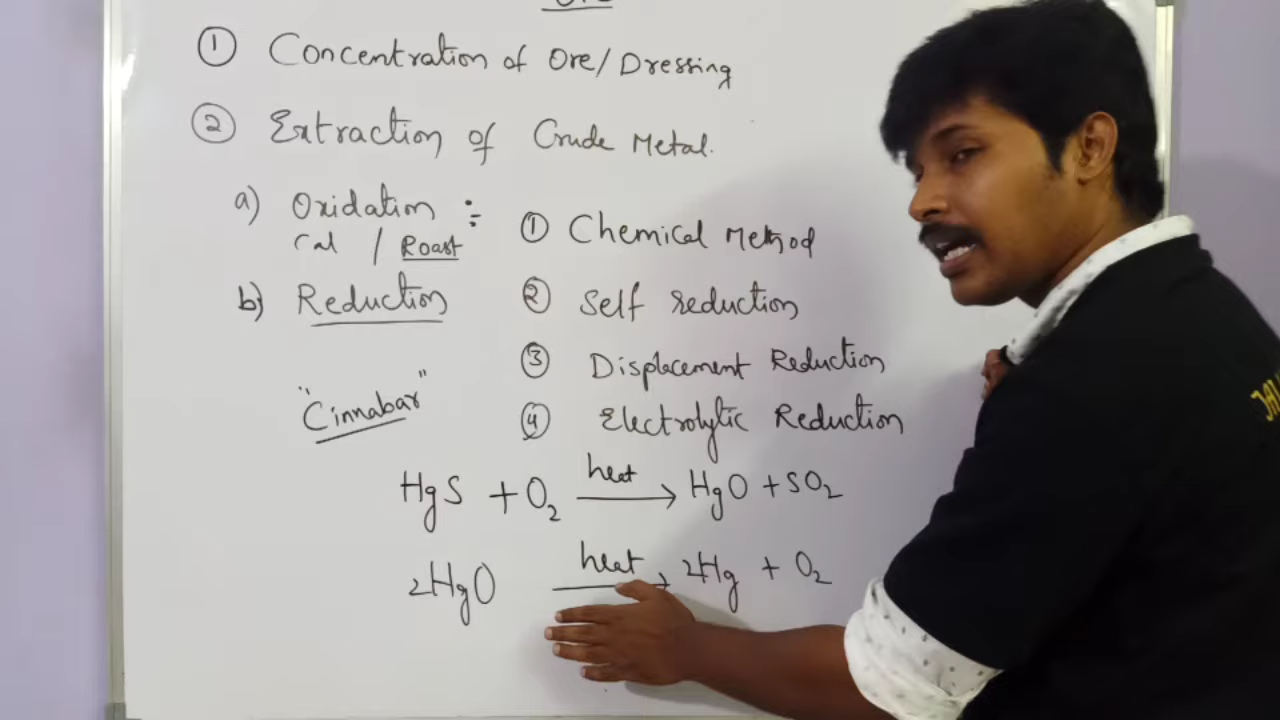 ① Concentration of Ore/Dressing
② Extraction of Crude Metal.
a) Oxidation :- ① Chemical Method
Cal / Roast
b) Reduction ② Self reduction
③ Displacement Reduction
"Cinnabar"
④ Electrolytic Reduction
HgS + O₂ heat → HgO + SO₂
2HgO heat → 2Hg + O₂